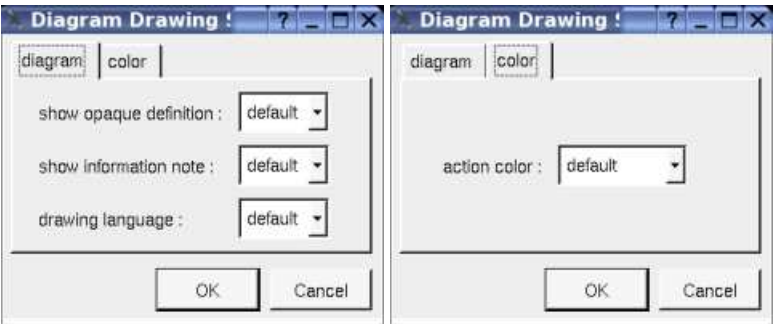 Diagram Drawing
diagram
color
show opaque definition :
default
show information note :
default
drawing language :
default
OK
Cancel
Diagram Drawing
diagram
color
action color :
default
OK
Cancel